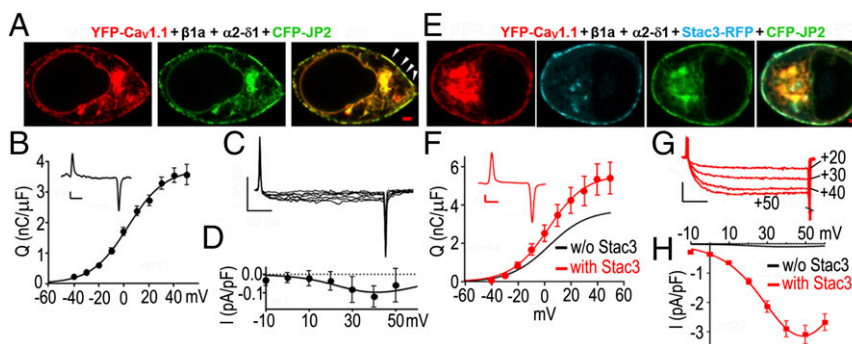 A YFP-CaV1.1 + β1a + α2-δ1 + CFP-JP2
E YFP-CaV1.1 + β1a + α2-δ1 + Stac3-RFP + CFP-JP2
B
4
3
2
1
0
Q (nC/μF)
-60 -40 -20 0 20 40 mV
C
D
0.0
-0.1
I (pA/pF)
-10 10 30 50 mV
F
6
4
2
0
Q (nC/μF)
w/o Stac3
with Stac3
-60 -40 -20 0 20 40 60
mV
G
+20
+30
+40
+50
H
-10 10 30 50 mV
-1
-2
-3
I (pA/pF)
w/o Stac3
with Stac3